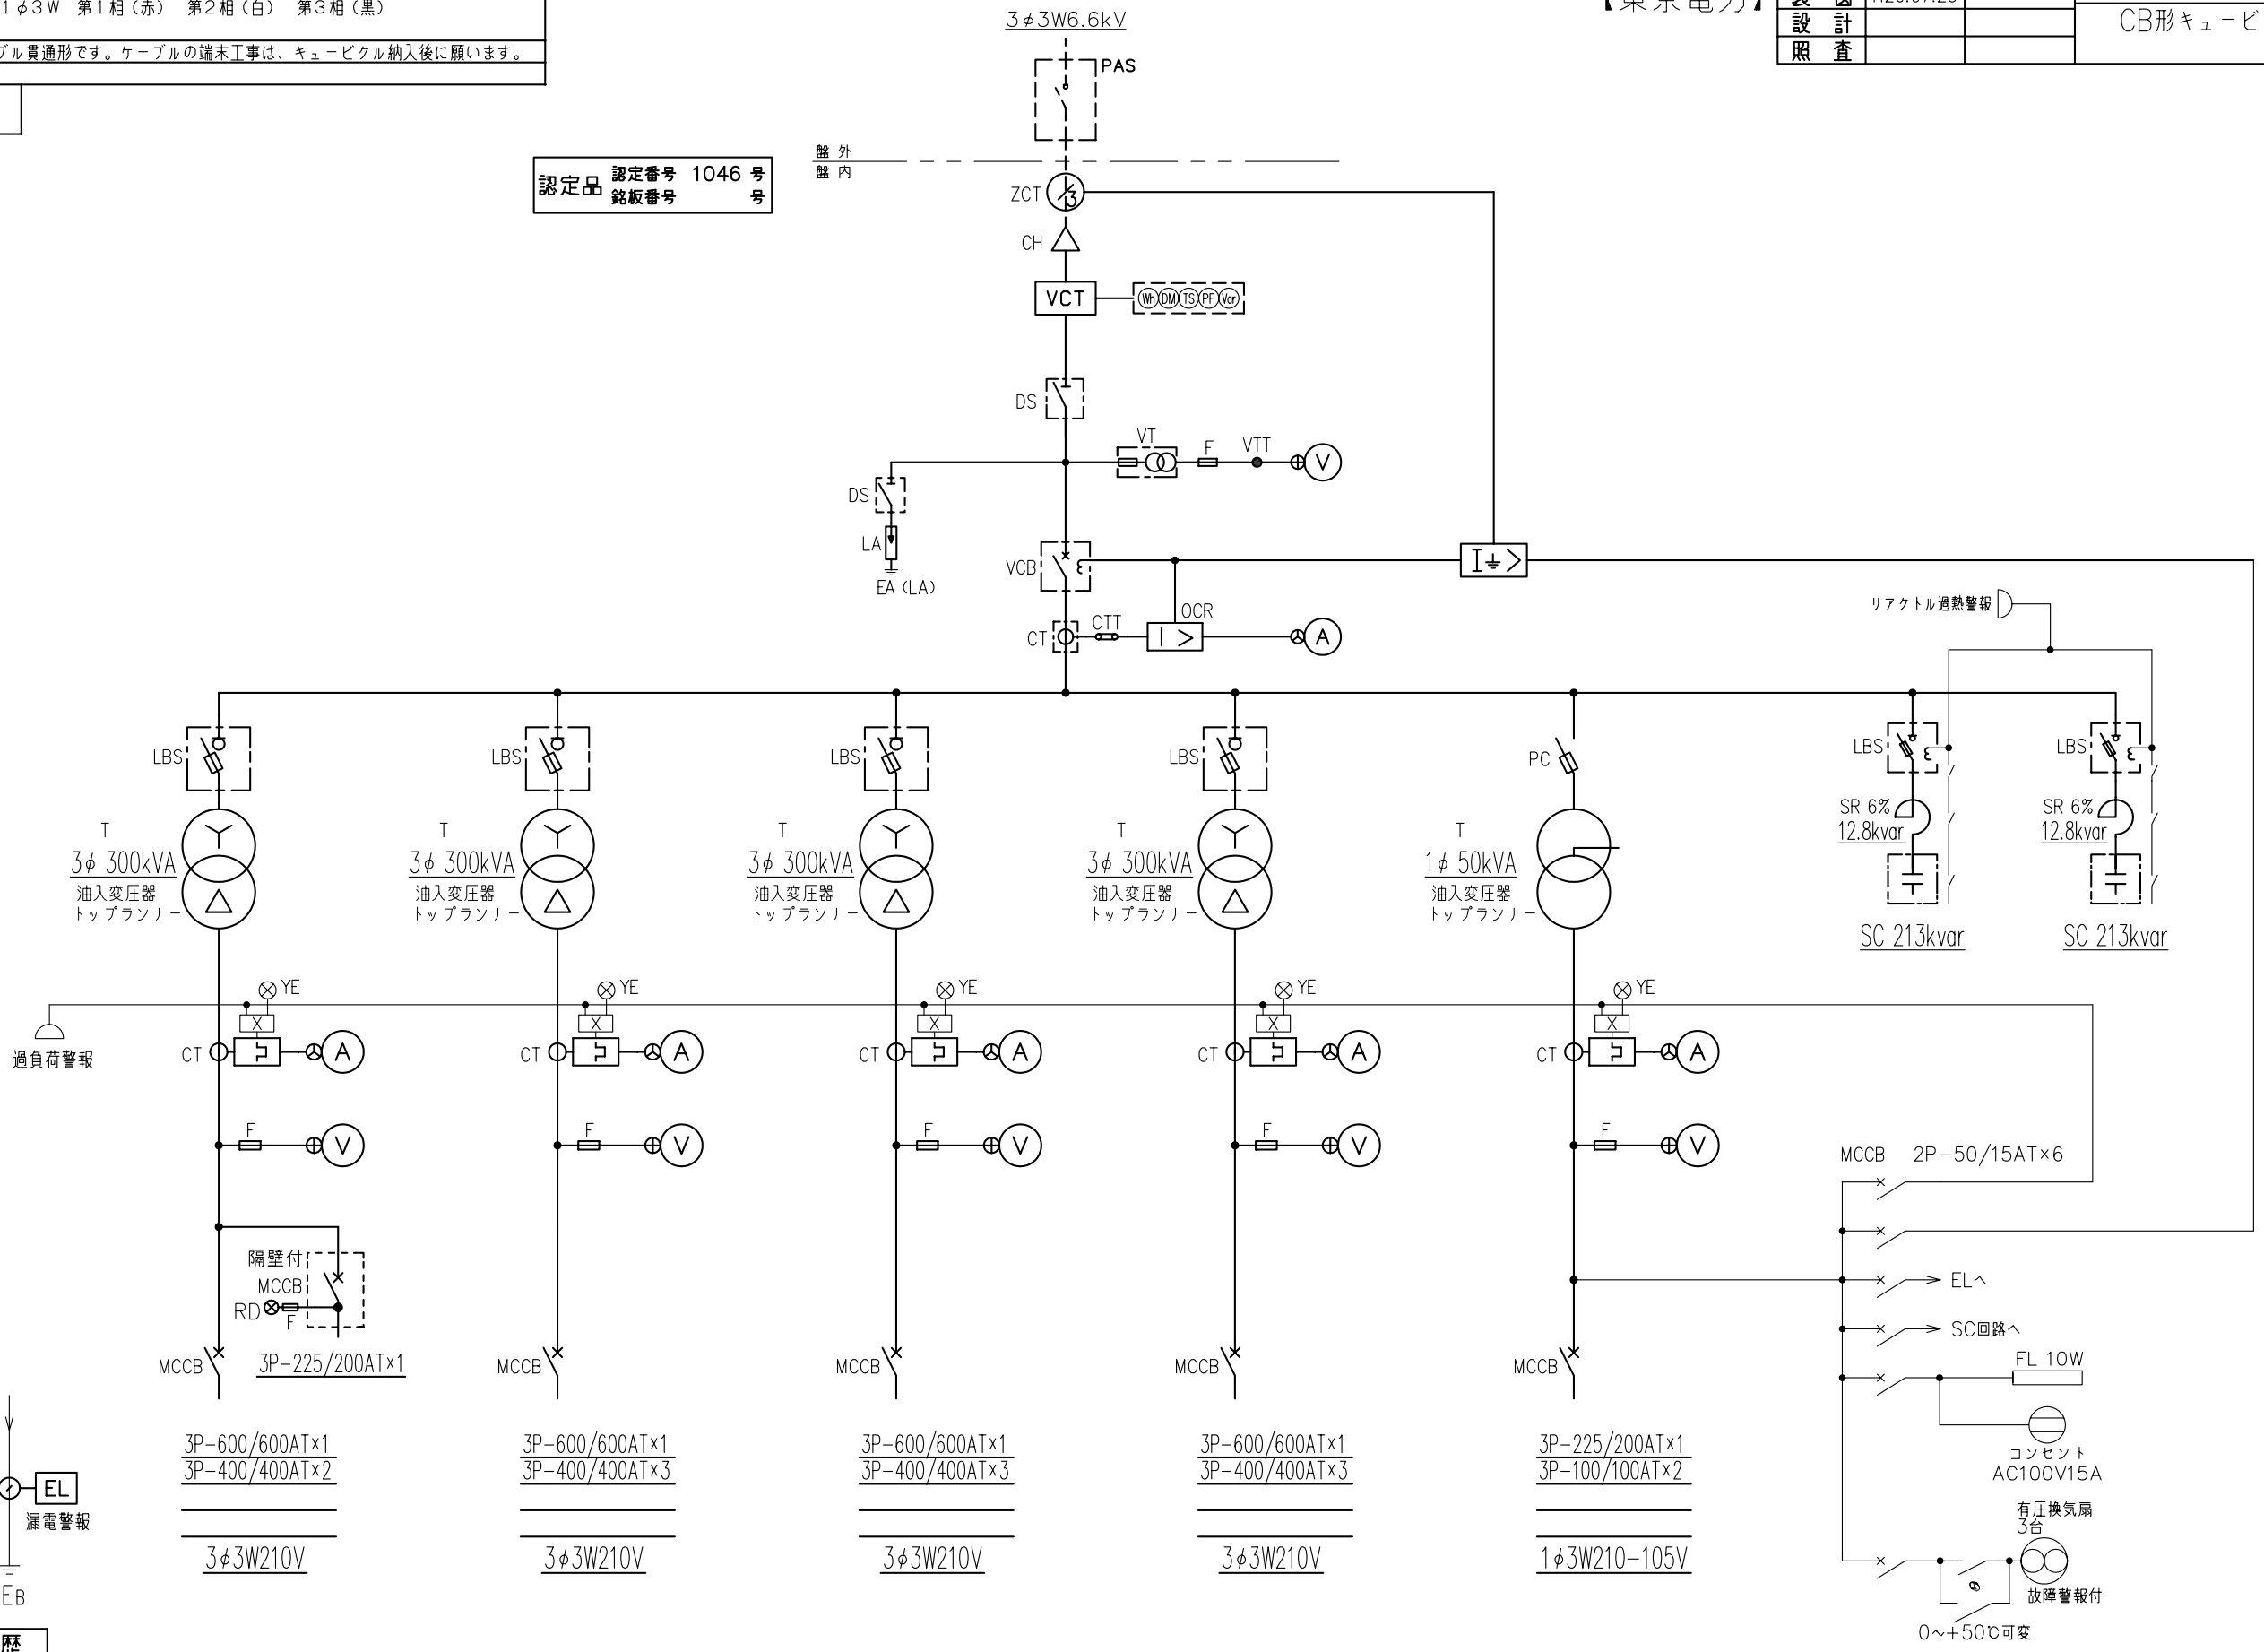 1φ3W 第1相(赤) 第2相(白) 第3相(黒)
ブル貫通形です。ケーブルの端末工事は、キュービクル納入後に願います。
【東京電力】
設 計
照 査
CB形キュービ
3φ3W6.6kV
PAS
盤 外
盤 内
認定品 認定番号 1046 号
銘板番号 号
ZCT
3
CH
VCT
Wh DM TS PF Var
DS
VT
F
VTT
V
DS
LA
EA (LA)
VCB
I >
OCR
CTT
CT
I >
A
リアクトル過熱警報
LBS
LBS
LBS
LBS
PC
LBS
LBS
SR 6%
12.8kvar
SR 6%
12.8kvar
SC 213kvar
SC 213kvar
T
3φ 300kVA
油入変圧器
トップランナー
T
3φ 300kVA
油入変圧器
トップランナー
T
3φ 300kVA
油入変圧器
トップランナー
T
3φ 300kVA
油入変圧器
トップランナー
T
1φ 50kVA
油入変圧器
トップランナー
過負荷警報
YE
X
CT
A
F
V
YE
X
CT
A
F
V
YE
X
CT
A
F
V
YE
X
CT
A
F
V
YE
X
CT
A
F
V
隔壁付
MCCB
RD
F
3P-225/200AT×1
MCCB
MCCB
MCCB
MCCB
MCCB
3P-600/600AT×1
3P-400/400AT×2
3φ3W210V
3P-600/600AT×1
3P-400/400AT×3
3φ3W210V
3P-600/600AT×1
3P-400/400AT×3
3φ3W210V
3P-600/600AT×1
3P-400/400AT×3
3φ3W210V
3P-225/200AT×1
3P-100/100AT×2
1φ3W210-105V
MCCB 2P-50/15AT×6
ELへ
SC回路へ
FL 10W
コンセント
AC100V15A
有圧換気扇
3台
故障警報付
0~+50℃可変
EL
漏電警報
EB
歴